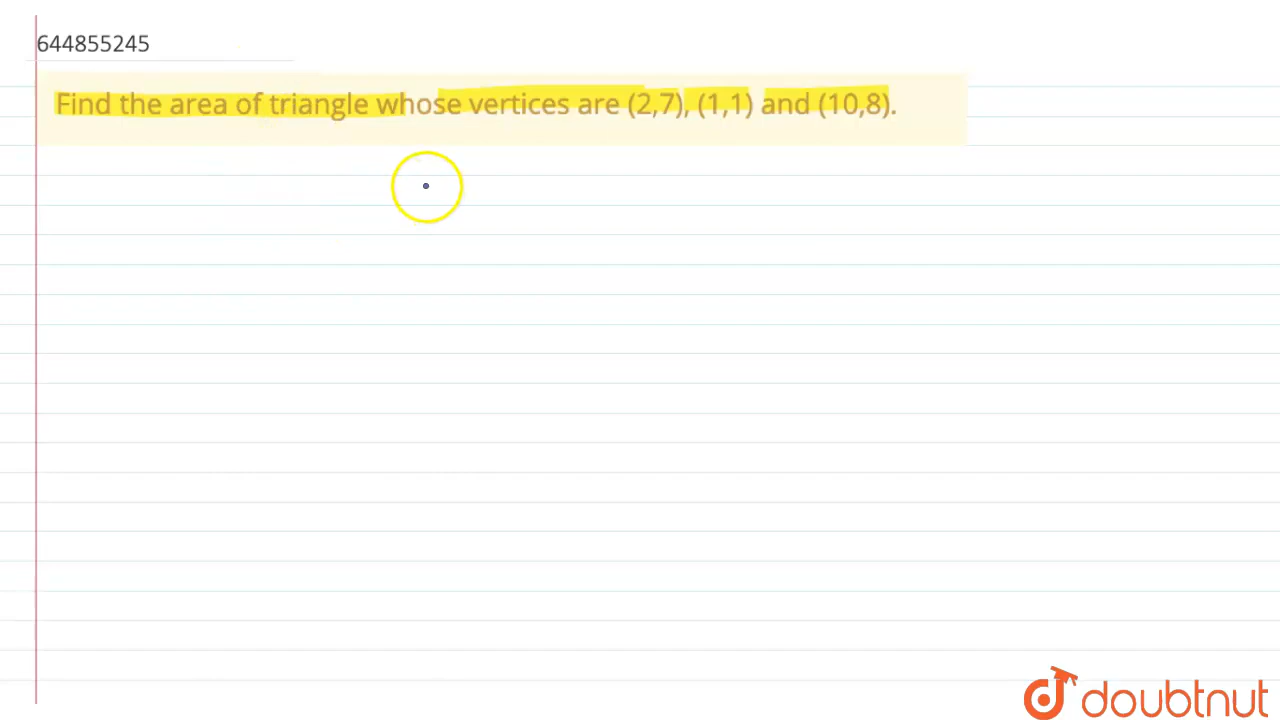 644855245
Find the area of triangle whose vertices are (2,7), (1,1) and (10,8).
doubtnut